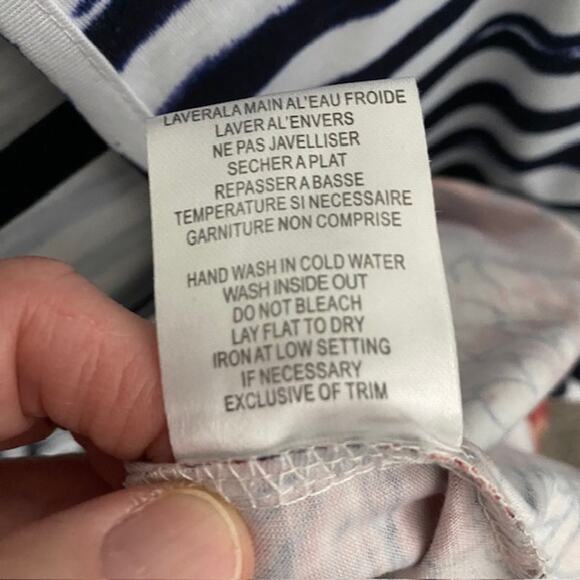 LAVERALA MAIN AL'EAU FROIDE
LAVER AL'ENVERS
NE PAS JAVELLISER
SECHER A PLAT
REPASSER A BASSE
TEMPERATURE SI NECESSAIRE
GARNITURE NON COMPRISE
HAND WASH IN COLD WATER
WASH INSIDE OUT
DO NOT BLEACH
LAY FLAT TO DRY
IRON AT LOW SETTING
IF NECESSARY
EXCLUSIVE OF TRIM